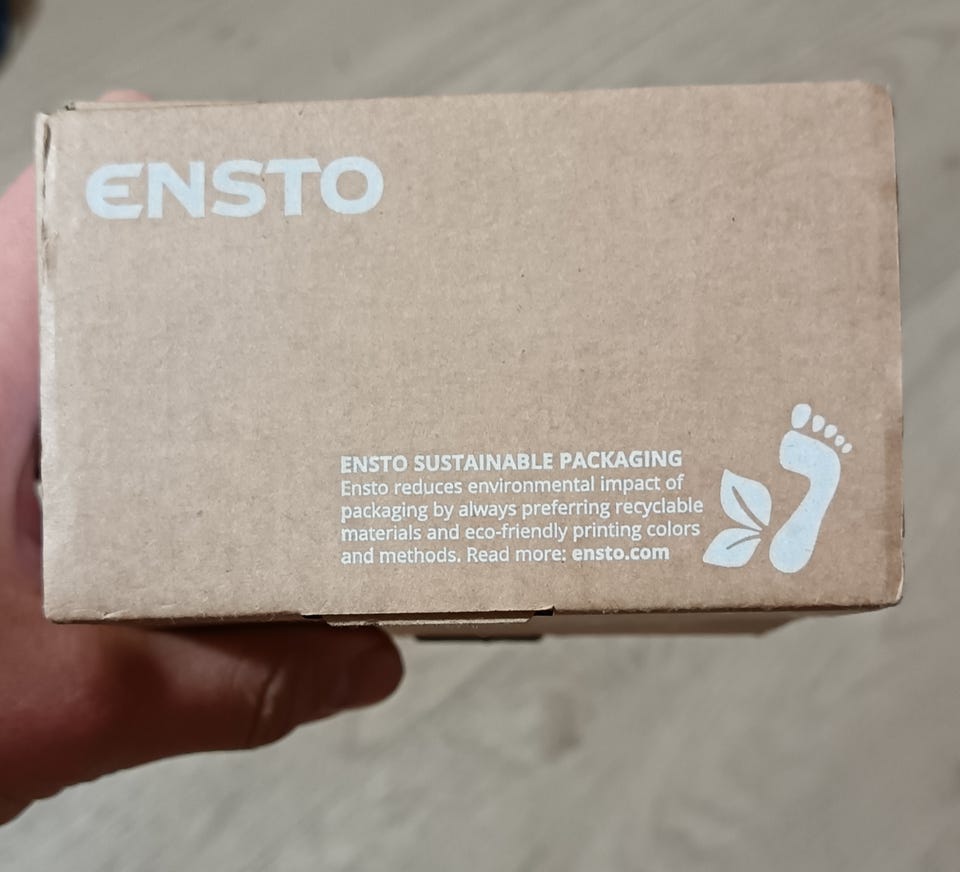 ENSTO
ENSTO SUSTAINABLE PACKAGING
Ensto reduces environmental impact of
packaging by always preferring recyclable
materials and eco-friendly printing colors
and methods. Read more: ensto.com